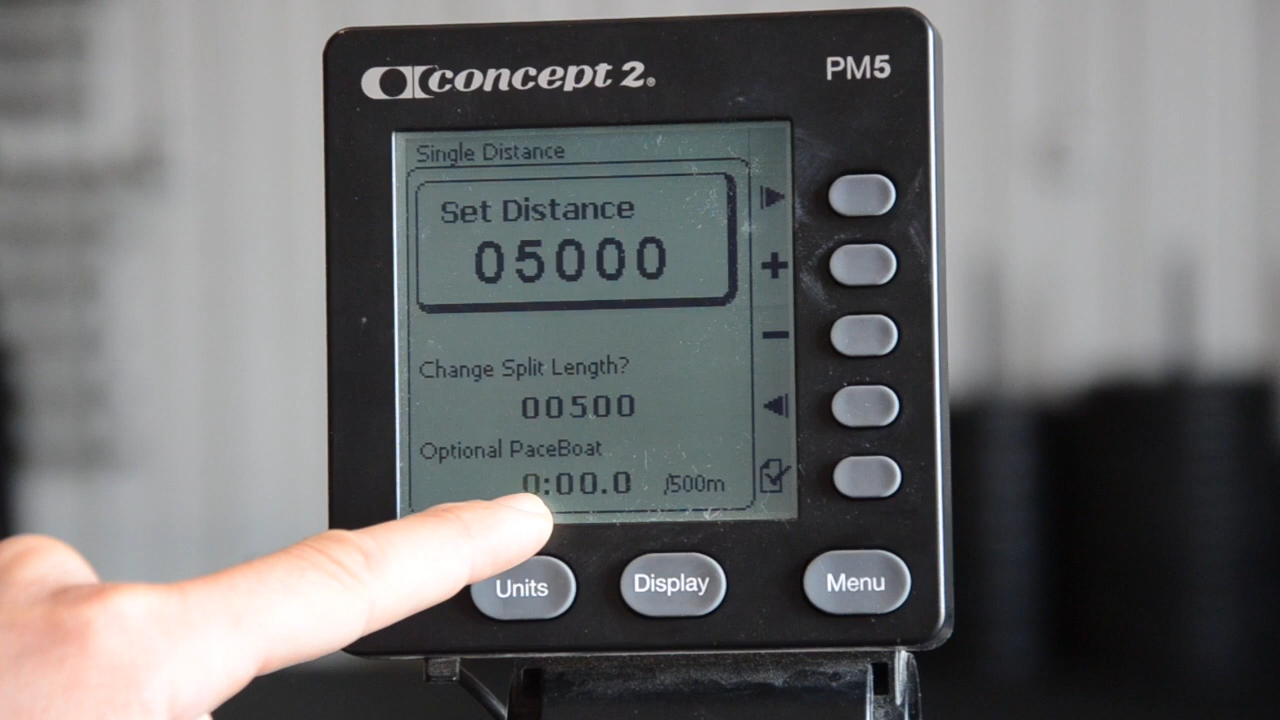 concept 2®
PM5
Single Distance
Set Distance
05000
Change Split Length?
00500
Optional PaceBoat
0:00.0 /500m
Units Display Menu